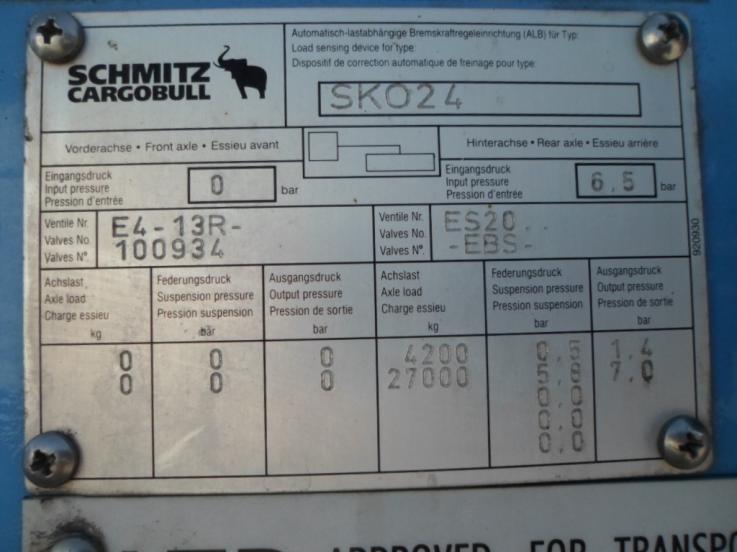 SCHMITZ
CARGOBULL
Automatisch-lastabhängige Bremskraftregeleinrichtung (ALB) für Typ:
Load sensing device for type:
Dispositif de correction automatique de freinage pour type:
SKO24
Vorderachse • Front axle • Essieu avant
Hinterachse • Rear axle • Essieu arrière
Eingangsdruck
Input pressure
Pression d'entrée
0
bar
Eingangsdruck
Input pressure
Pression d'entrée
6,5
bar
Ventile Nr.
Valves No.
Valves N°.
E4-13R-
100934
Ventile Nr.
Valves No.
Valves N°.
ES20..
-EBS-
920930
Achslast
Axle load
Charge essieu
kg
Federungsdruck
Suspension pressure
Pression suspension
bar
Ausgangsdruck
Output pressure
Pression de sortie
bar
Achslast
Axle load
Charge essieu
kg
Federungsdruck
Suspension pressure
Pression suspension
bar
Ausgangsdruck
Output pressure
Pression de sortie
bar
0 0 0 4200 0,5 1,4
0 0 0 27000 5,8 7,0
0,0
0,0
0,0
APPROVED FOR TRANSPO